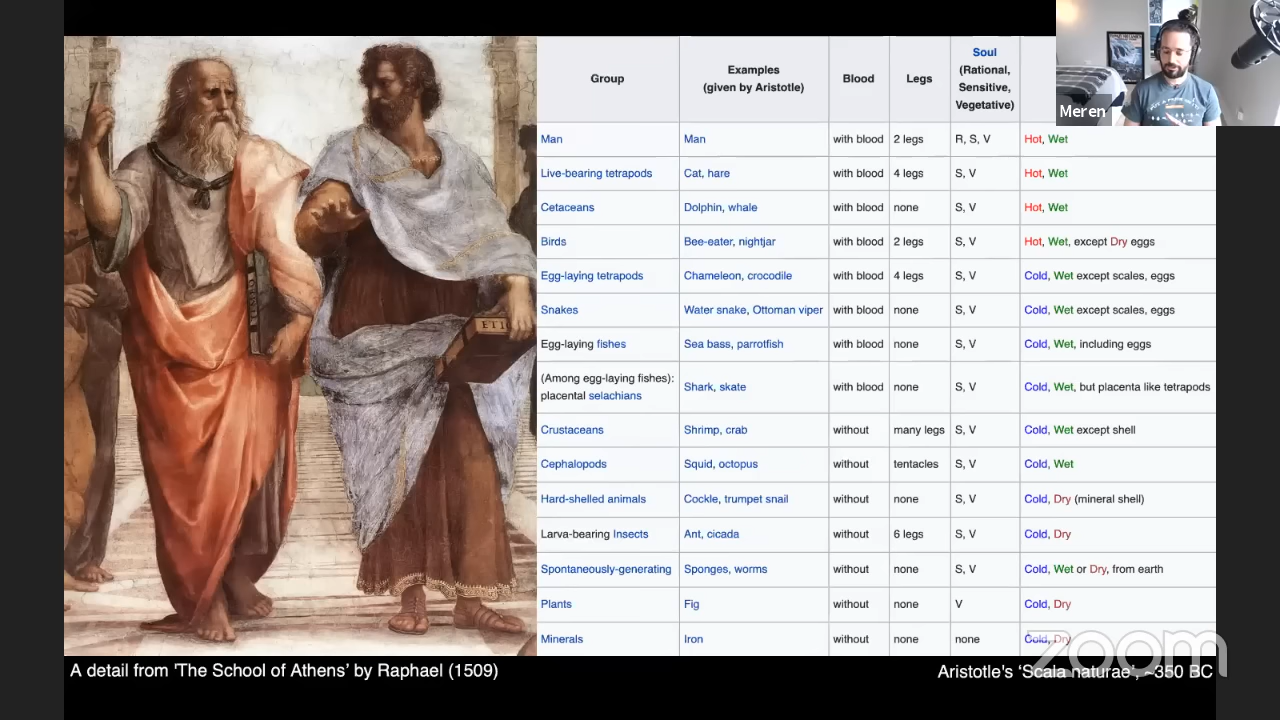 Meren
Group
Examples
(given by Aristotle)
Blood
Legs
Soul
(Rational,
Sensitive,
Vegetative)
Man
Man
with blood
2 legs
R, S, V
Hot, Wet
Live-bearing tetrapods
Cat, hare
with blood
4 legs
S, V
Hot, Wet
Cetaceans
Dolphin, whale
with blood
none
S, V
Hot, Wet
Birds
Bee-eater, nightjar
with blood
2 legs
S, V
Hot, Wet, except Dry eggs
Egg-laying tetrapods
Chameleon, crocodile
with blood
4 legs
S, V
Cold, Wet except scales, eggs
Snakes
Water snake, Ottoman viper
with blood
none
S, V
Cold, Wet except scales, eggs
Egg-laying fishes
Sea bass, parrotfish
with blood
none
S, V
Cold, Wet, including eggs
(Among egg-laying fishes):
placental selachians
Shark, skate
with blood
none
S, V
Cold, Wet, but placenta like tetrapods
Crustaceans
Shrimp, crab
without
many legs
S, V
Cold, Wet except shell
Cephalopods
Squid, octopus
without
tentacles
S, V
Cold, Wet
Hard-shelled animals
Cockle, trumpet snail
without
none
S, V
Cold, Dry (mineral shell)
Larva-bearing Insects
Ant, cicada
without
6 legs
S, V
Cold, Dry
Spontaneously-generating
Sponges, worms
without
none
S, V
Cold, Wet or Dry, from earth
Plants
Fig
without
none
V
Cold, Dry
Minerals
Iron
without
none
none
Cold, Dry
zoom
A detail from 'The School of Athens' by Raphael (1509)
Aristotle's 'Scala naturae', ~350 BC